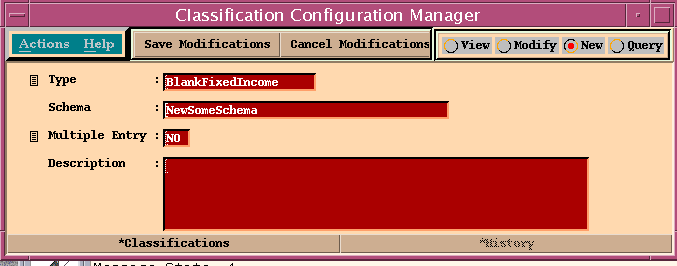 Classification Configuration Manager
Actions Help Save Modifications Cancel Modifications View Modify New Query
Type : BlankFixedIncome
Schema : NewSomeSchema
Multiple Entry : NO
Description :
*Classifications *History